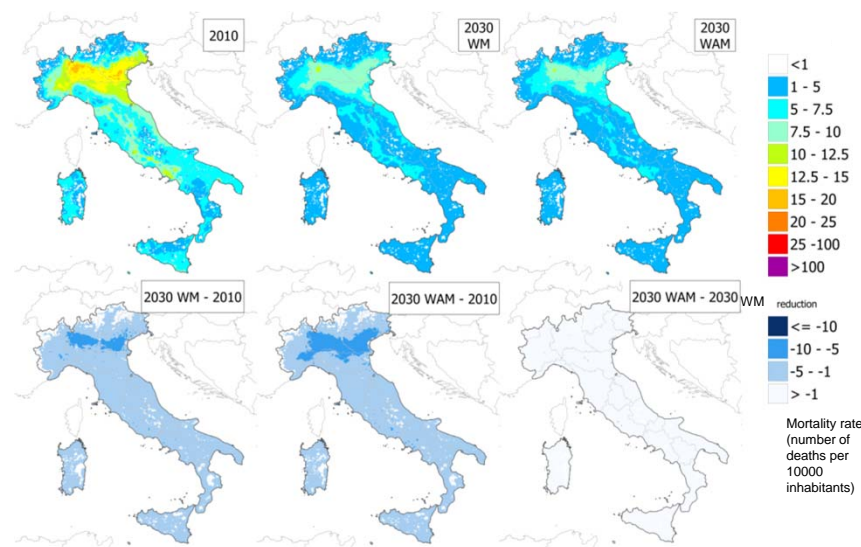 2010
2030
WM
2030
WAM
<1
1 - 5
5 - 7.5
7.5 - 10
10 - 12.5
12.5 - 15
15 - 20
20 - 25
25 -100
>100
2030 WM - 2010
2030 WAM - 2010
2030 WAM - 2030 WM
reduction
<= -10
-10 - -5
-5 - -1
> -1
Mortality rate
(number of
deaths per
10000
inhabitants)